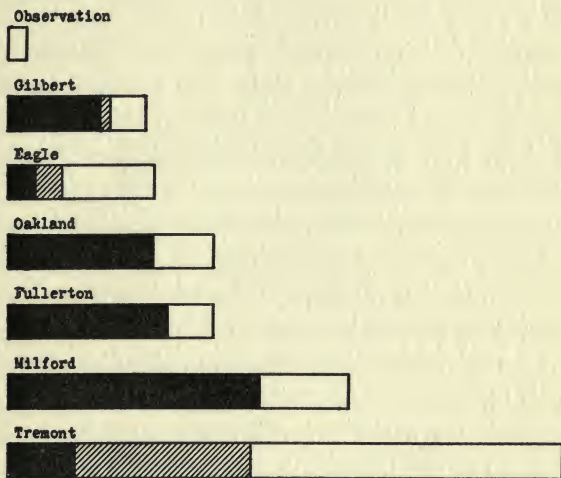 Observation
Gilbert
Eagle
Oakland
Fullerton
Milford
Tremont